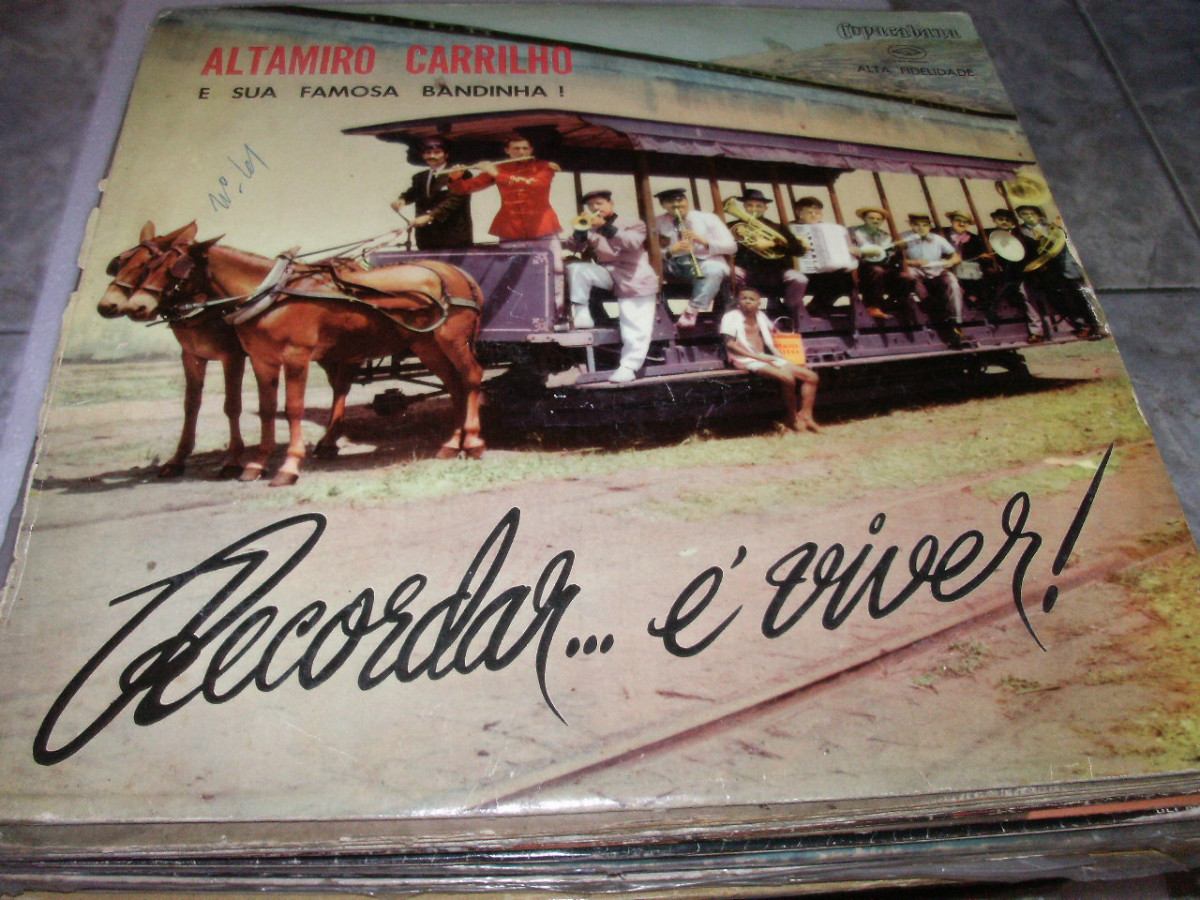 Copacabana
ALTA FIDELIDADE
ALTAMIRO CARRILHO
E SUA FAMOSA BANDINHA !
Recordar... é viver!